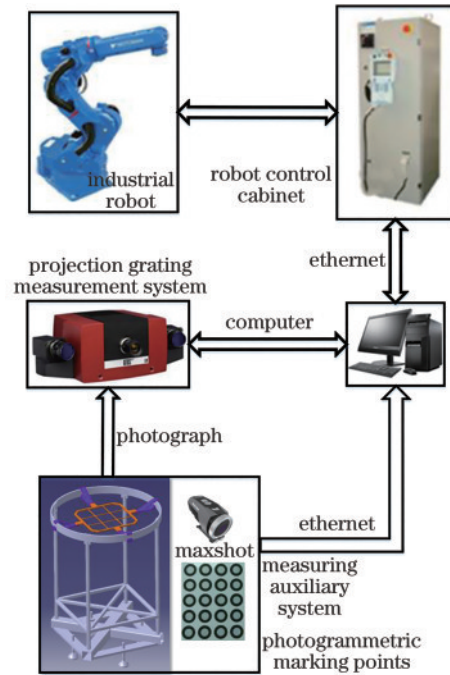 industrial
robot
robot control
cabinet
ethernet
projection grating
measurement system
computer
photograph
ethernet
maxshot
measuring
auxiliary
system
photogrammetric
marking points